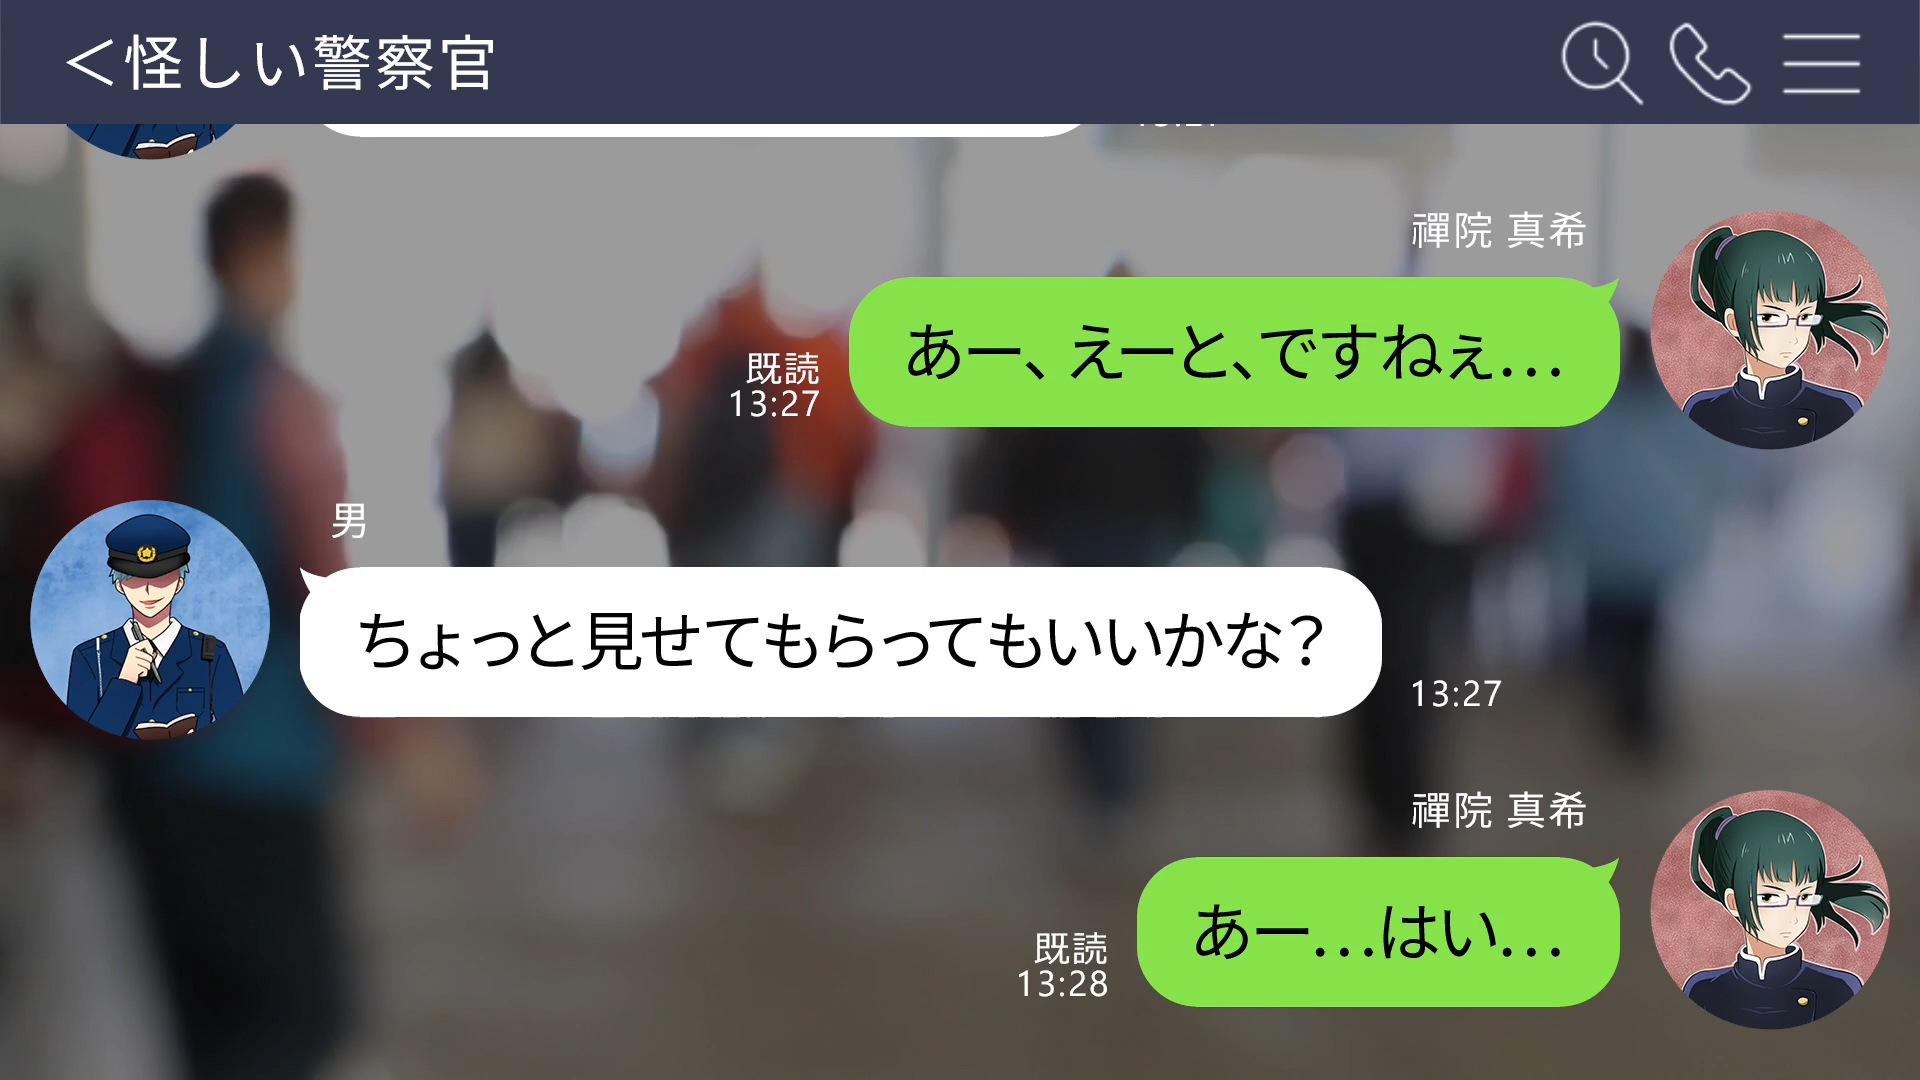 ＜怪しい警察官
禪院 真希
あー、えーと、ですねぇ...
既読
13:27
男
ちょっと見せてもらってもいいかな？
13:27
禪院 真希
あー...はい...
既読
13:28